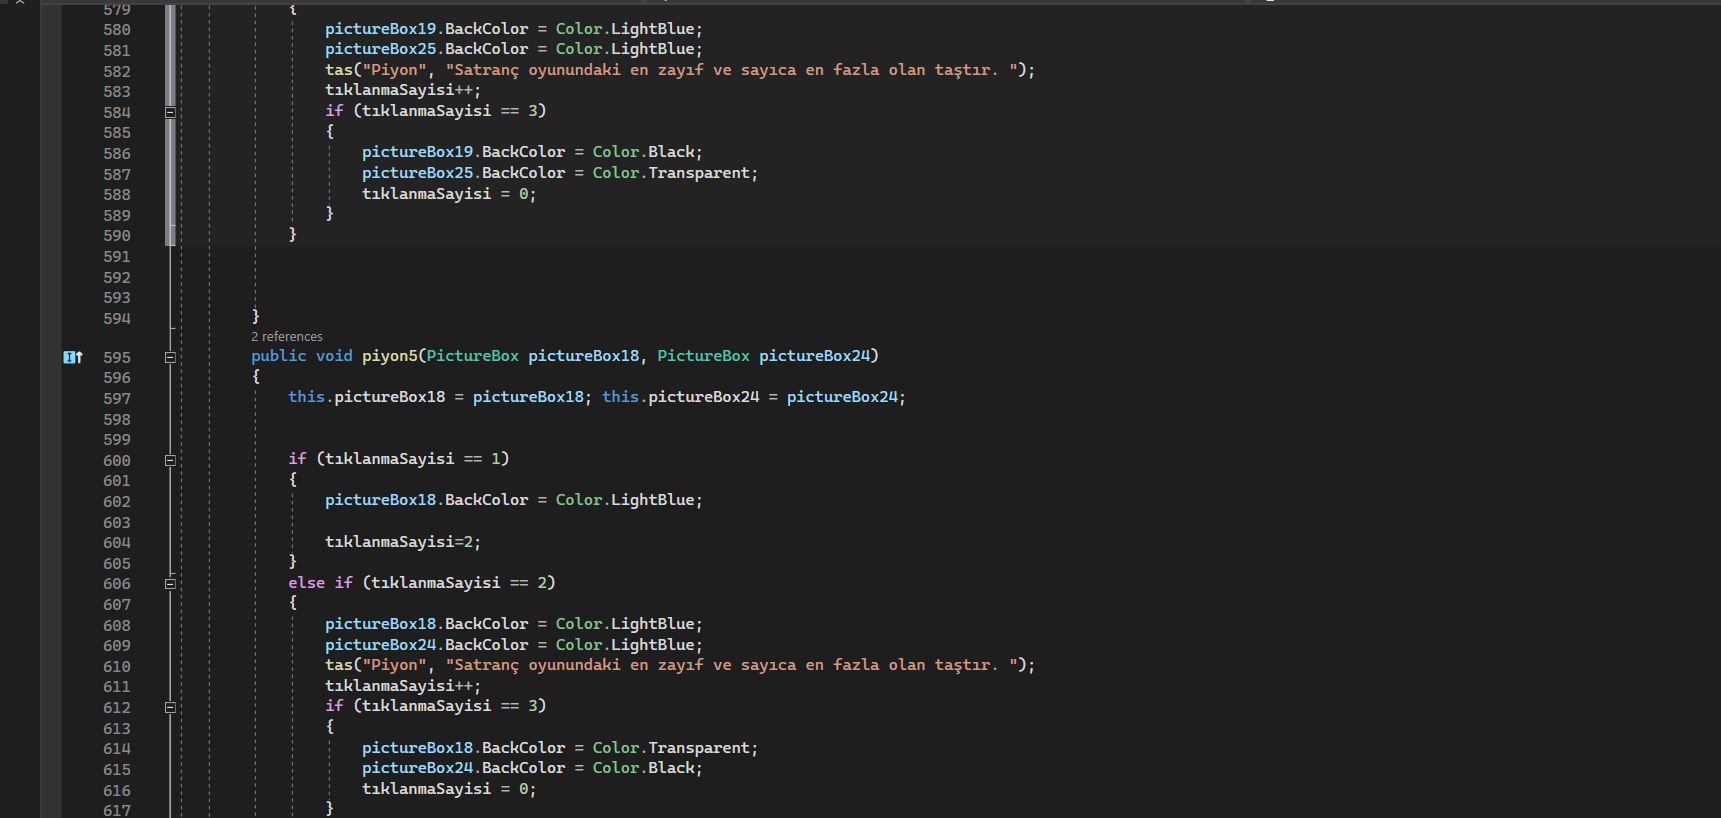 579 {
580 pictureBox19.BackColor = Color.LightBlue;
581 pictureBox25.BackColor = Color.LightBlue;
582 tas("Piyon", "Satranç oyunundaki en zayıf ve sayıca en fazla olan taştır. ");
583 tıklanmaSayisi++;
584 if (tıklanmaSayisi == 3)
585 {
586 pictureBox19.BackColor = Color.Black;
587 pictureBox25.BackColor = Color.Transparent;
588 tıklanmaSayisi = 0;
589 }
590 }
591
592
593
594 }
2 references
595 public void piyon5(PictureBox pictureBox18, PictureBox pictureBox24)
596 {
597 this.pictureBox18 = pictureBox18; this.pictureBox24 = pictureBox24;
598
599
600 if (tıklanmaSayisi == 1)
601 {
602 pictureBox18.BackColor = Color.LightBlue;
603
604 tıklanmaSayisi=2;
605 }
606 else if (tıklanmaSayisi == 2)
607 {
608 pictureBox18.BackColor = Color.LightBlue;
609 pictureBox24.BackColor = Color.LightBlue;
610 tas("Piyon", "Satranç oyunundaki en zayıf ve sayıca en fazla olan taştır. ");
611 tıklanmaSayisi++;
612 if (tıklanmaSayisi == 3)
613 {
614 pictureBox18.BackColor = Color.Transparent;
615 pictureBox24.BackColor = Color.Black;
616 tıklanmaSayisi = 0;
617 }